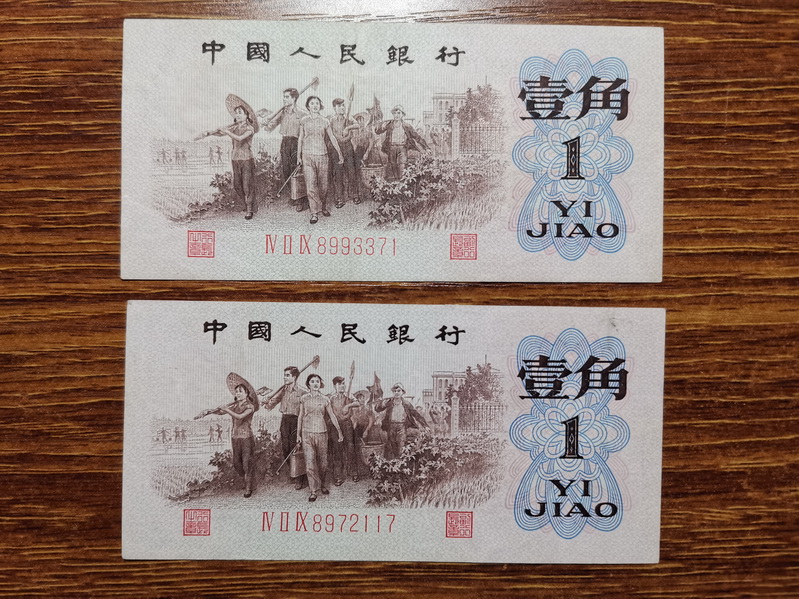 中國人民銀行
壹角
1
YI
JIAO
Ⅳ Ⅱ Ⅸ 8993371
中國人民銀行
壹角
1
YI
JIAO
Ⅳ Ⅱ Ⅸ 8972117